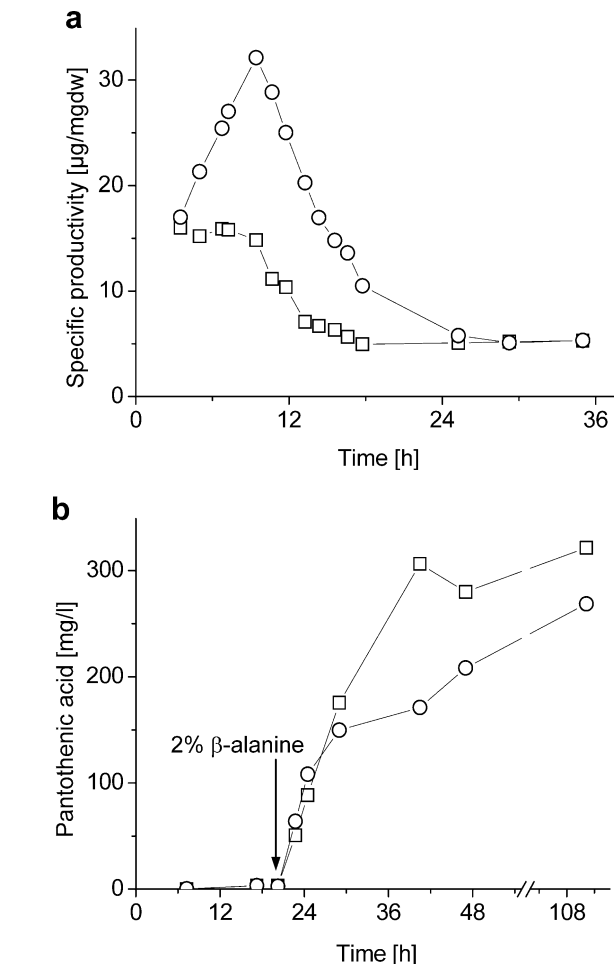 a
Specific productivity [µg/mgdw]
30
20
10
0
0 12 24 36
Time [h]
b
Pantothenic acid [mg/l]
300
200
100
0
2% β-alanine
0 12 24 36 48 108
Time [h]